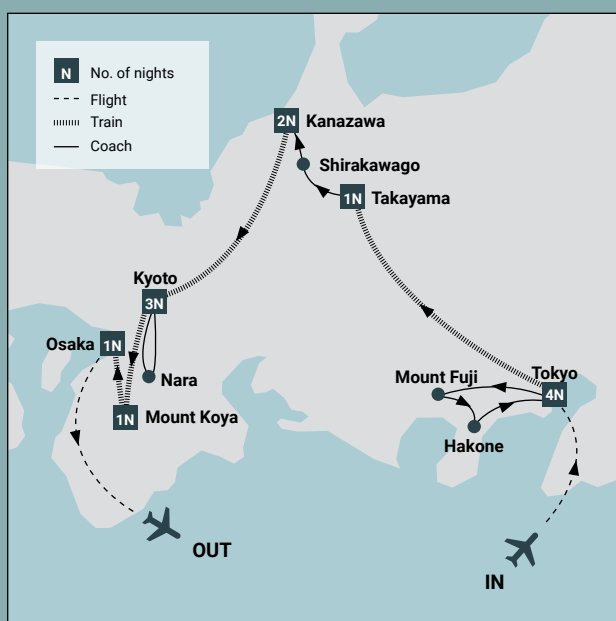 N No. of nights
Flight
Train
Coach
2N Kanazawa
Shirakawago
1N Takayama
Kyoto
3N
Osaka 1N
Nara
1N Mount Koya
Mount Fuji
Tokyo
4N
Hakone
OUT
IN